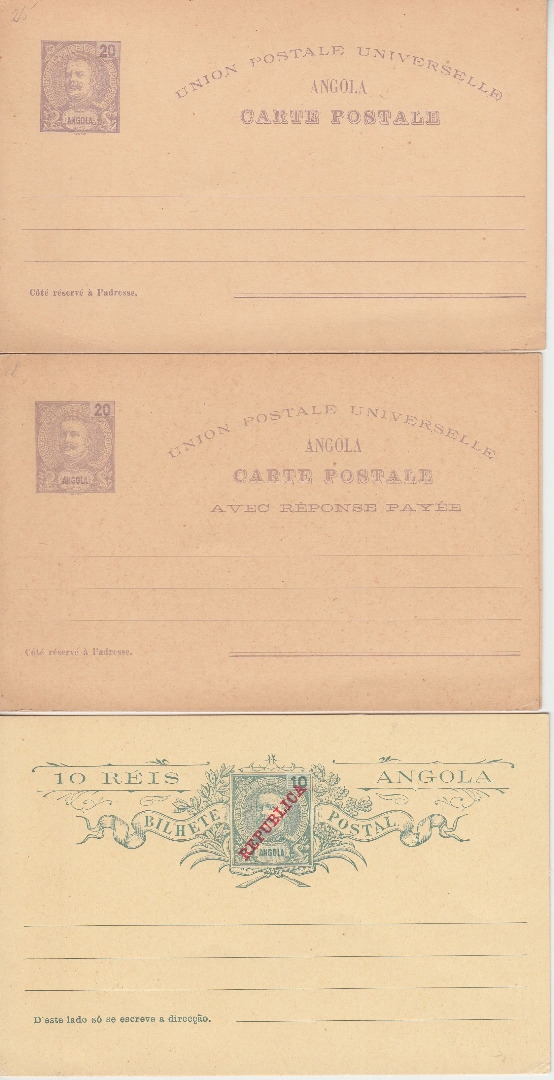 25
20
ANGOLA
UNION POSTALE UNIVERSELLE
ANGOLA
CARTE POSTALE
Côté réservé à l'adresse.
20
ANGOLA
UNION POSTALE UNIVERSELLE
ANGOLA
CARTE POSTALE
AVEC RÉPONSE PAYÉE
Côté réservé à l'adresse.
10 RÉIS
ANGOLA
BILHETE POSTAL
10
REPUBLICA
ANGOLA
D'este lado só se escreve a direcção.